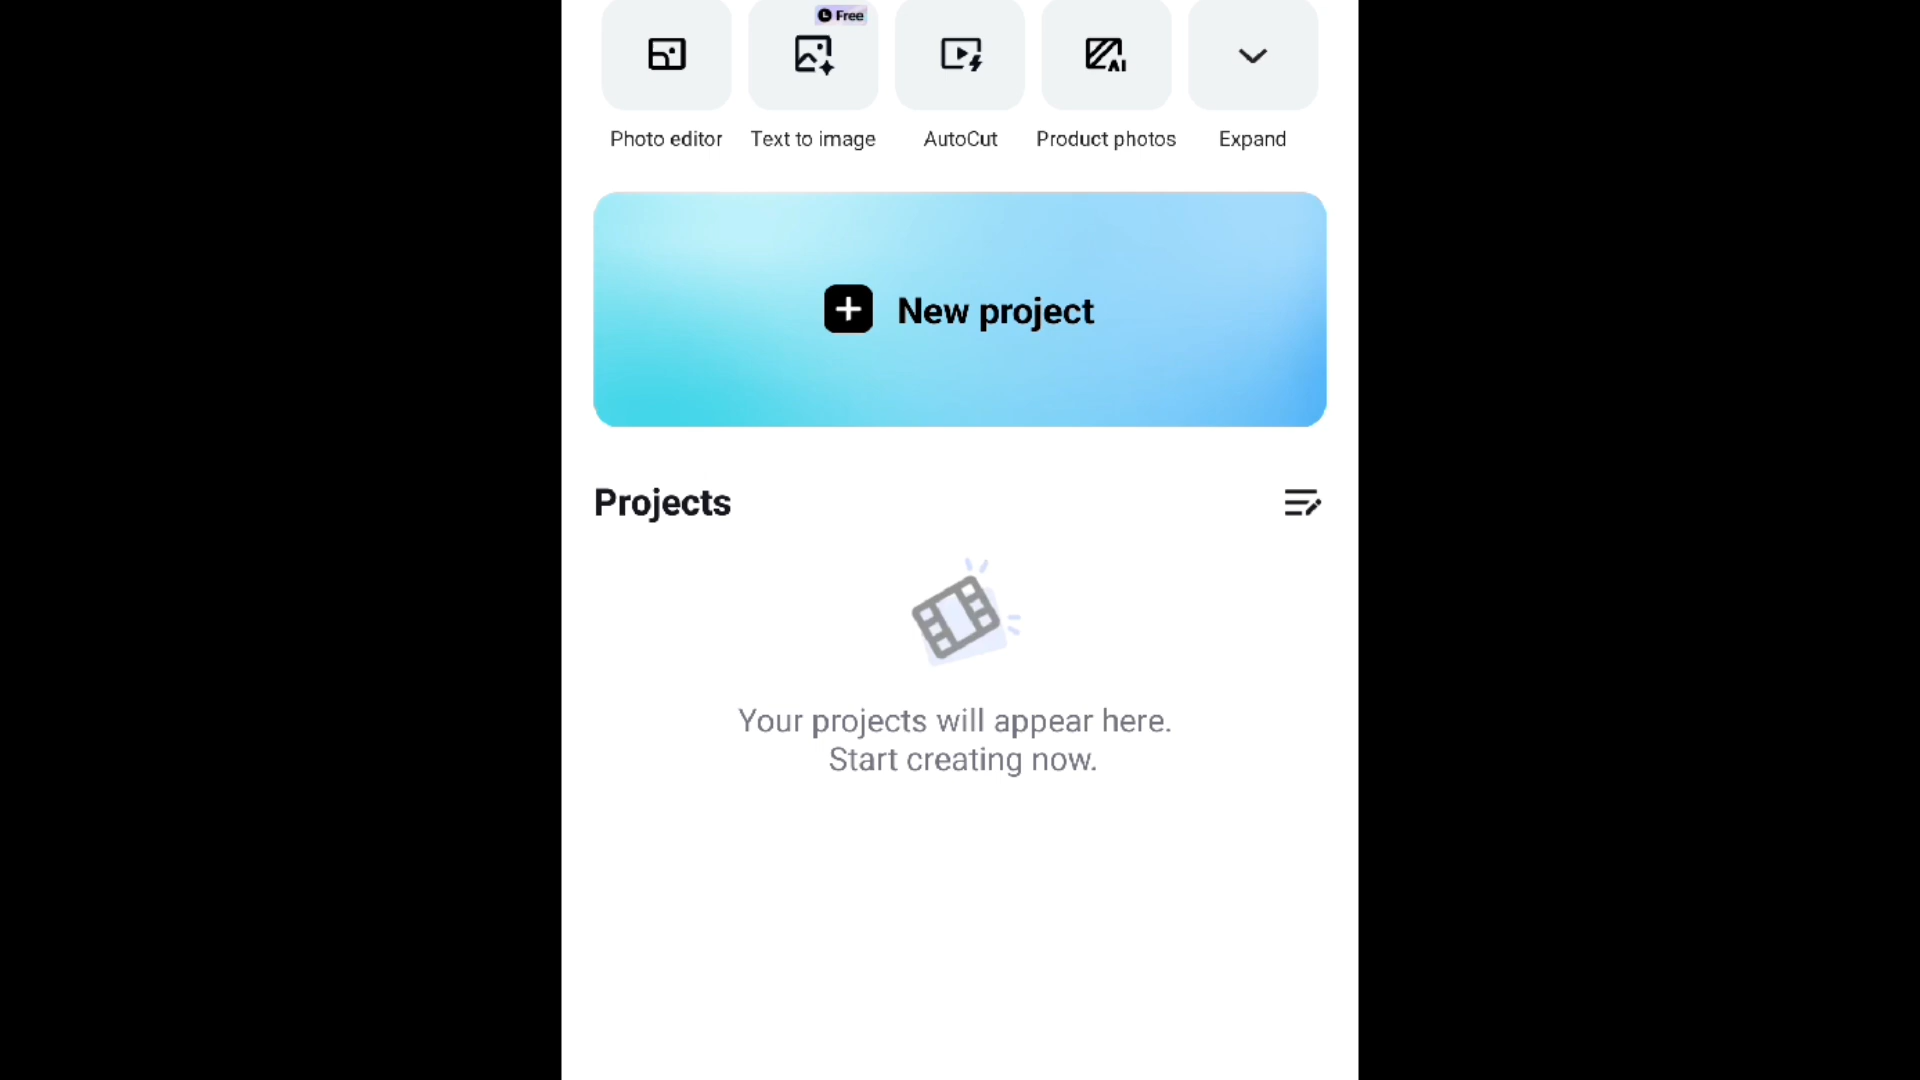 Free
Photo editor
Text to image
AutoCut
AI
Product photos
Expand
New project
Projects
Your projects will appear here.
Start creating now.